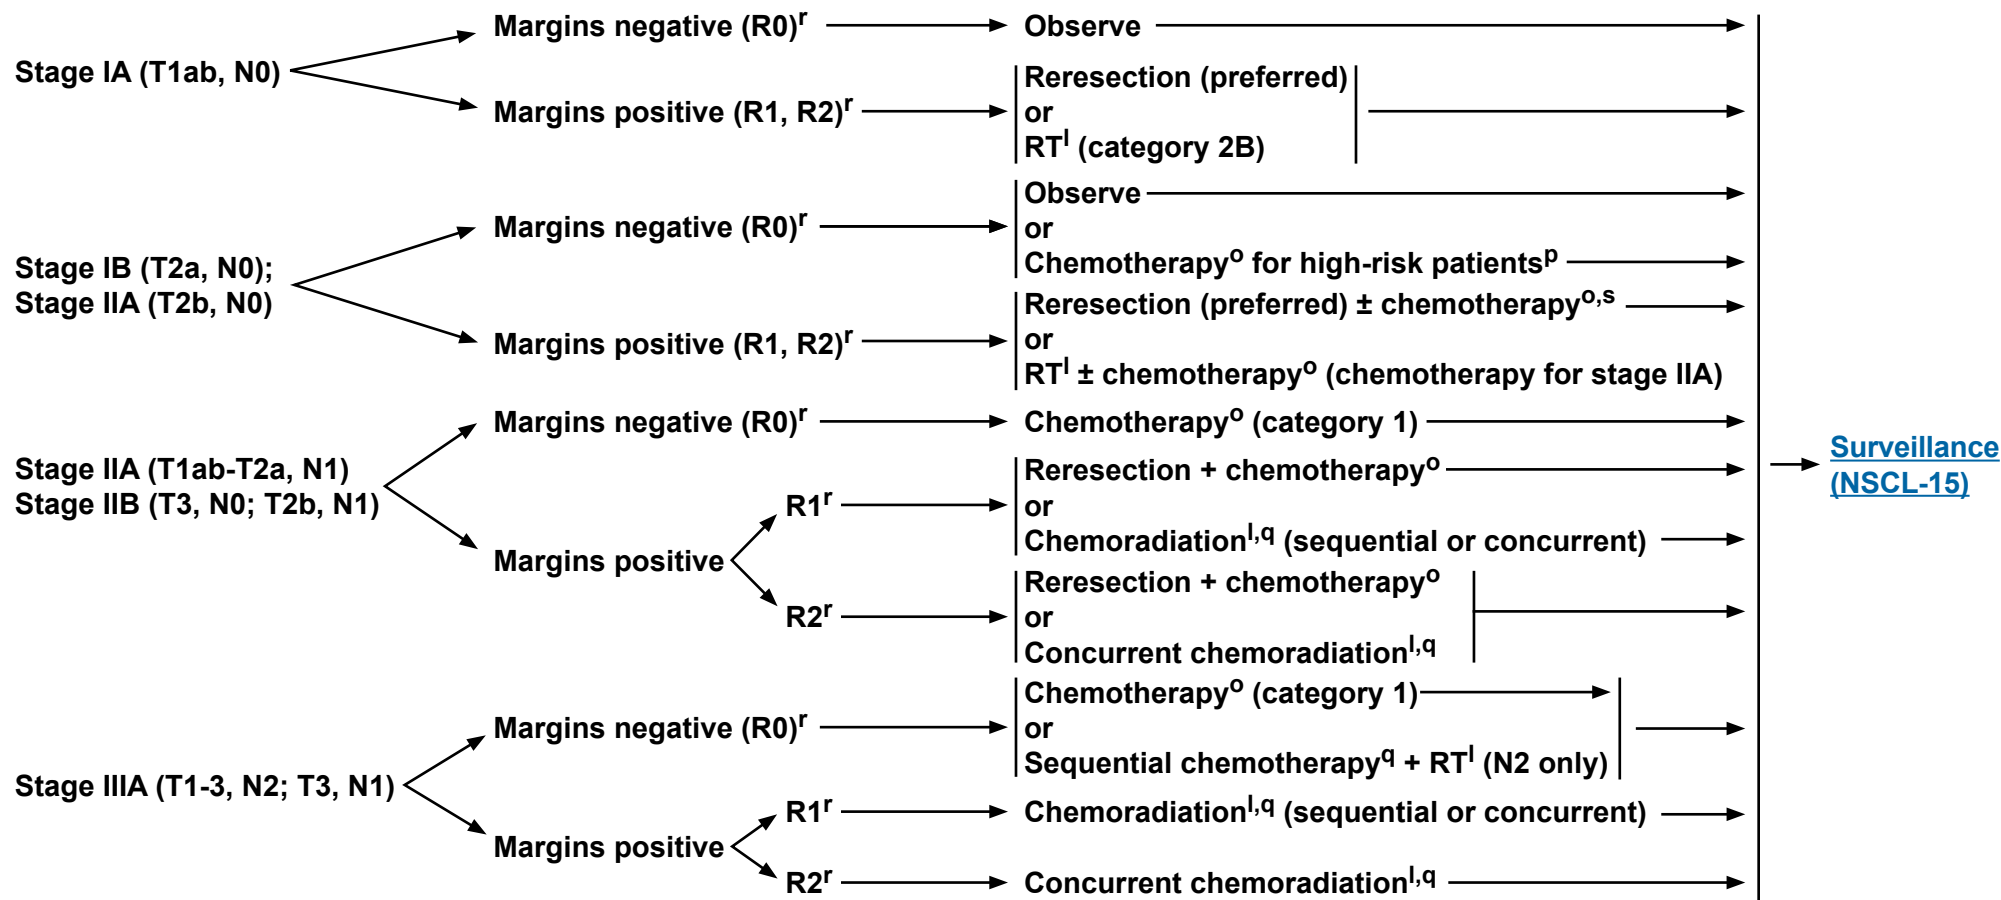 Stage IA (T1ab, N0)
Margins negative (R0)r
Observe
Margins positive (R1, R2)r
Reresection (preferred)
or
RTl (category 2B)
Stage IB (T2a, N0);
Stage IIA (T2b, N0)
Margins negative (R0)r
Observe
or
Chemotherapyo for high-risk patientsp
Margins positive (R1, R2)r
Reresection (preferred) ± chemotherapyo,s
or
RTl ± chemotherapyo (chemotherapy for stage IIA)
Stage IIA (T1ab-T2a, N1)
Stage IIB (T3, N0; T2b, N1)
Margins negative (R0)r
Chemotherapyo (category 1)
Margins positive
R1r
Reresection + chemotherapyo
or
Chemoradiationl,q (sequential or concurrent)
R2r
Reresection + chemotherapyo
or
Concurrent chemoradiationl,q
Stage IIIA (T1-3, N2; T3, N1)
Margins negative (R0)r
Chemotherapyo (category 1)
or
Sequential chemotherapyq + RTl (N2 only)
Margins positive
R1r
Chemoradiationl,q (sequential or concurrent)
R2r
Concurrent chemoradiationl,q
Surveillance
(NSCL-15)